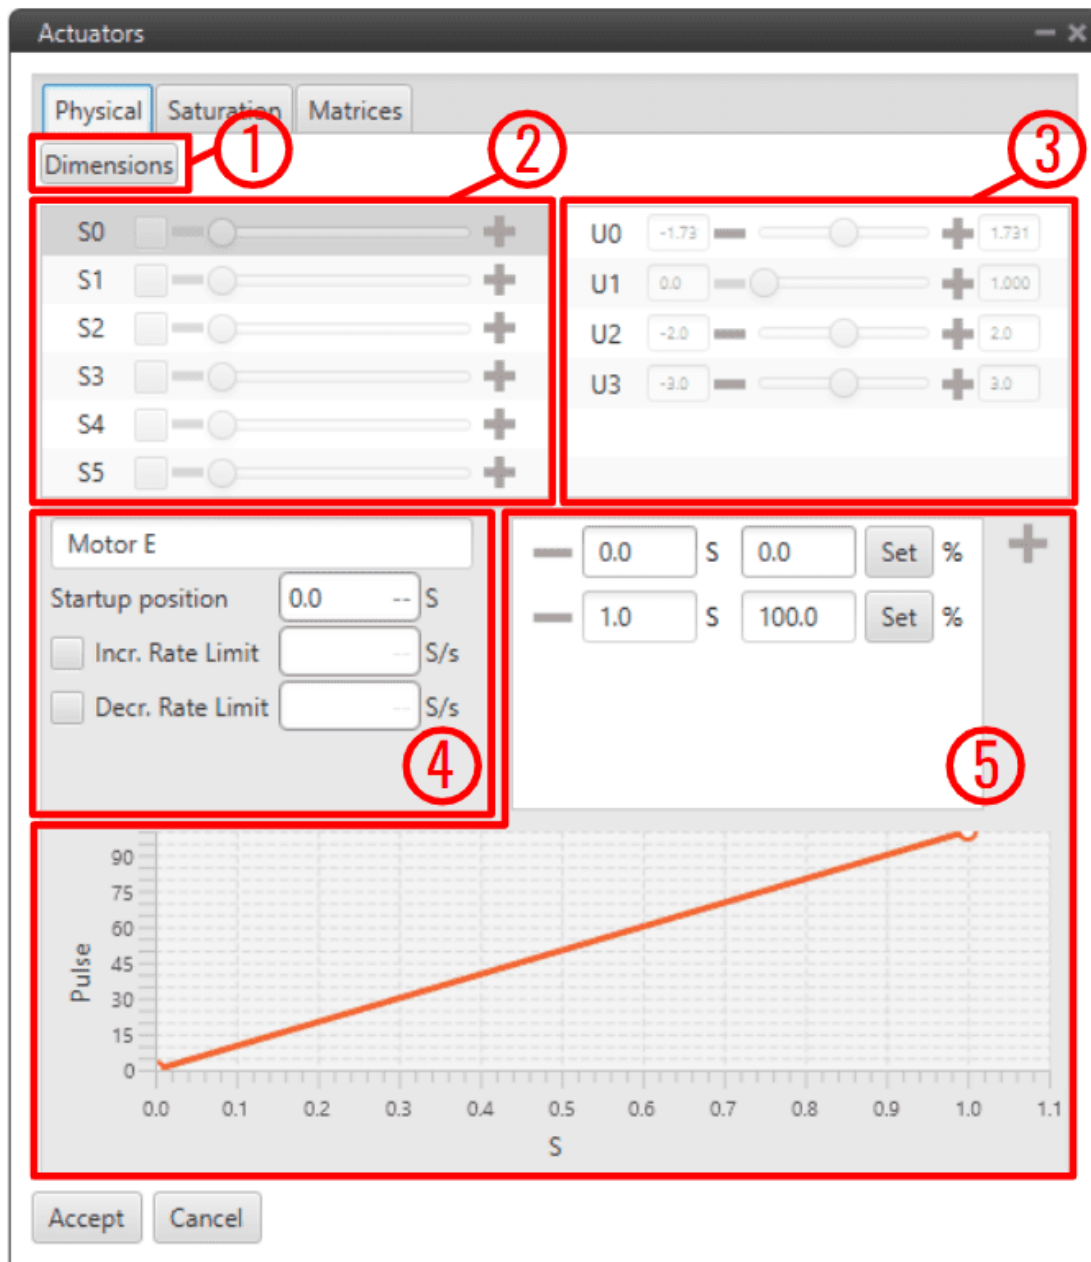 Actuators
Physical Saturation Matrices
1 2 3
Dimensions
S0
S1
S2
S3
S4
S5
U0 -1.73 1.731
U1 0.0 1.000
U2 -2.0 2.0
U3 -3.0 3.0
Motor E
Startup position 0.0 -- S
Incr. Rate Limit -- S/s
Decr. Rate Limit -- S/s
4
0.0 S 0.0 Set %
1.0 S 100.0 Set %
5
Pulse
90
75
60
45
30
15
0
0.0 0.1 0.2 0.3 0.4 0.5 0.6 0.7 0.8 0.9 1.0 1.1
S
Accept Cancel